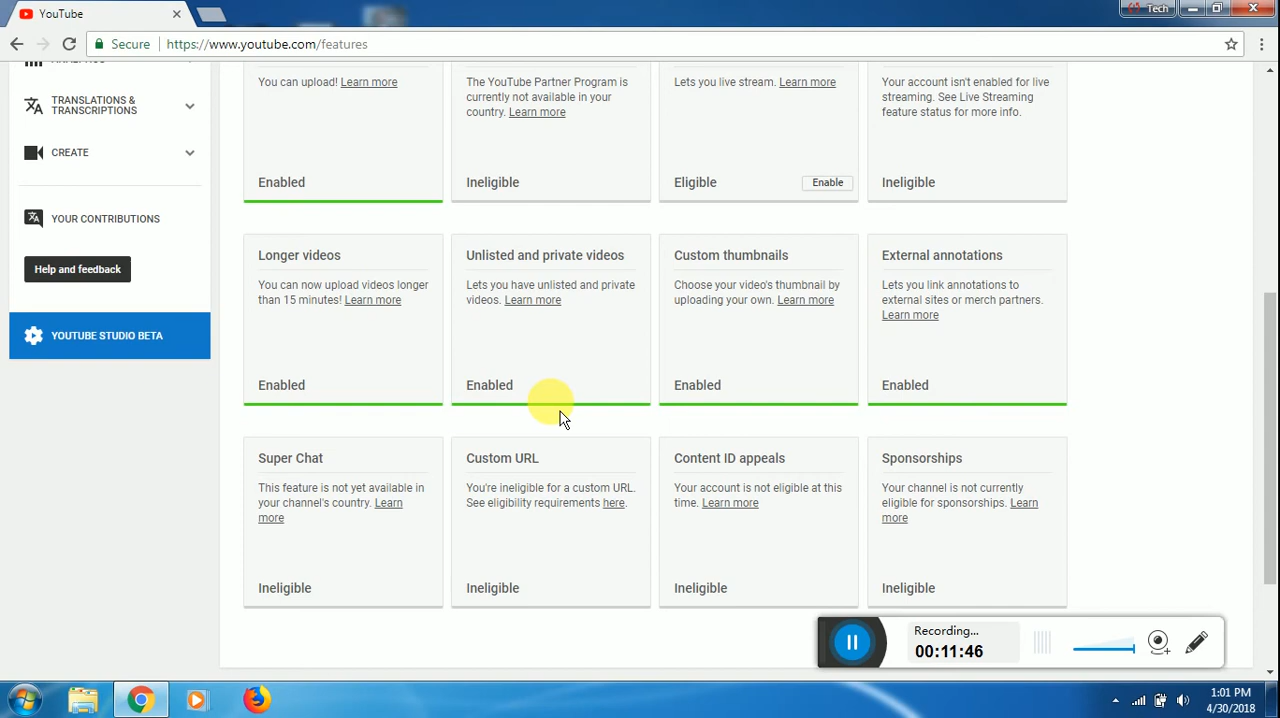 YouTube
Tech
Secure
https://www.youtube.com/features
TRANSLATIONS &
TRANSCRIPTIONS
CREATE
YOUR CONTRIBUTIONS
Help and feedback
YOUTUBE STUDIO BETA
You can upload! Learn more
Enabled
The YouTube Partner Program is
currently not available in your
country. Learn more
Ineligible
Lets you live stream. Learn more
Eligible
Enable
Your account isn't enabled for live
streaming. See Live Streaming
feature status for more info.
Ineligible
Longer videos
You can now upload videos longer
than 15 minutes! Learn more
Enabled
Unlisted and private videos
Lets you have unlisted and private
videos. Learn more
Enabled
Custom thumbnails
Choose your video's thumbnail by
uploading your own. Learn more
Enabled
External annotations
Lets you link annotations to
external sites or merch partners.
Learn more
Enabled
Super Chat
This feature is not yet available in
your channel's country. Learn
more
Ineligible
Custom URL
You're ineligible for a custom URL.
See eligibility requirements here.
Ineligible
Content ID appeals
Your account is not eligible at this
time. Learn more
Ineligible
Sponsorships
Your channel is not currently
eligible for sponsorships. Learn
more
Ineligible
Recording...
00:11:46
1:01 PM
4/30/2018